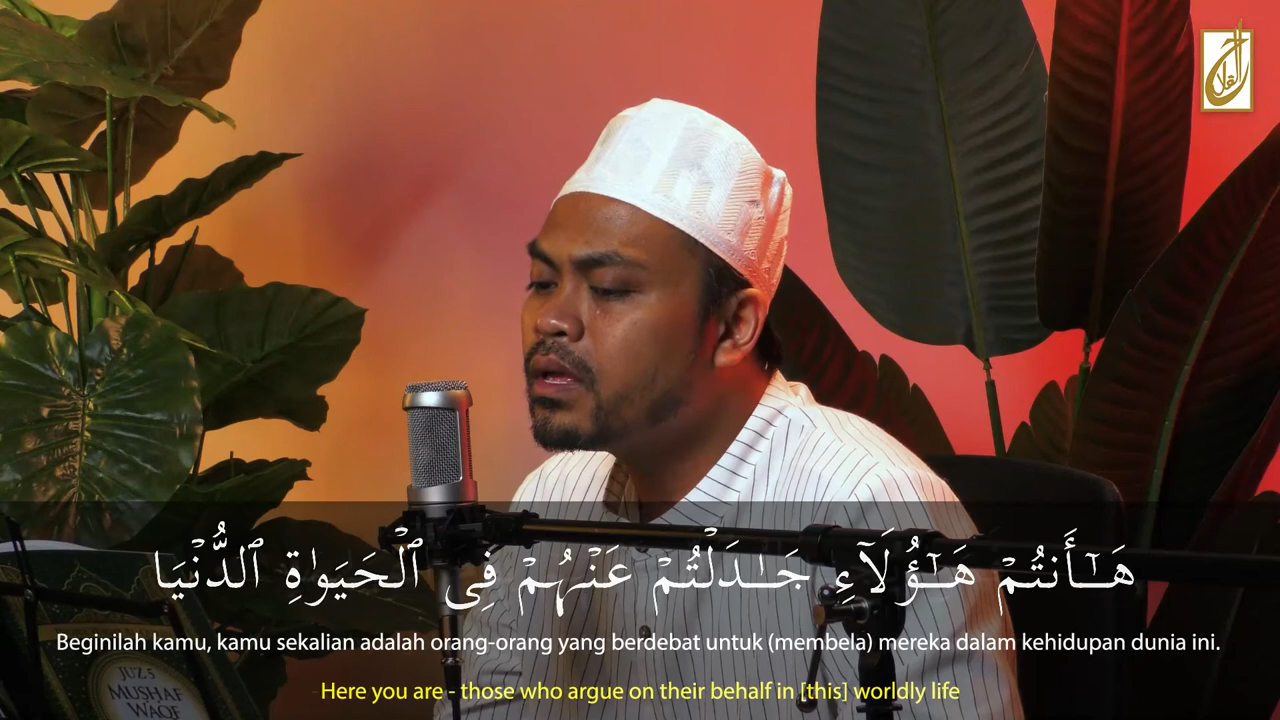 هَـٰٓأَنتُمْ هَـٰٓؤُلَآءِ جَـٰدَلْتُمْ عَنْهُمْ فِى ٱلْحَيَوٰةِ ٱلدُّنْيَا
Beginilah kamu, kamu sekalian adalah orang-orang yang berdebat untuk (membela) mereka dalam kehidupan dunia ini.
JUZ 5
MUSHAF
WAQF
Here you are - those who argue on their behalf in [this] worldly life